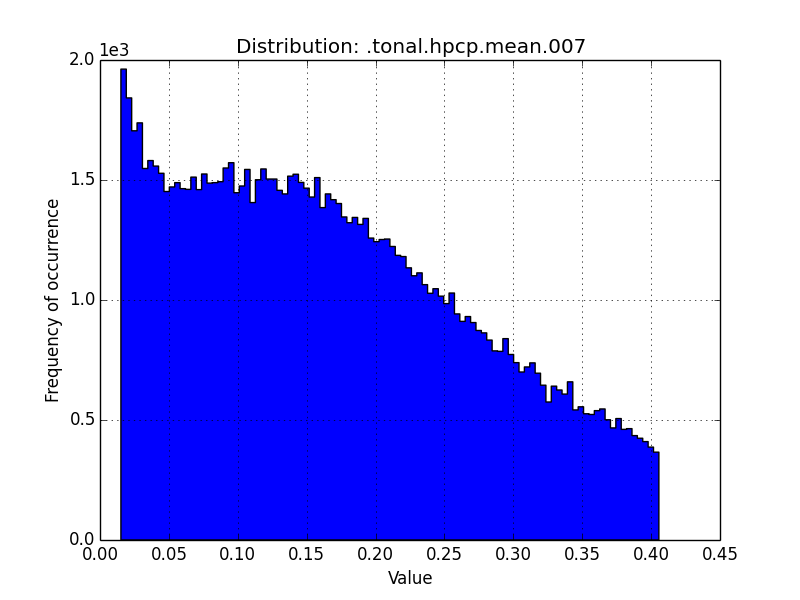 Distribution: .tonal.hpcp.mean.007
1e3
2.0
1.5
1.0
0.5
0.0
Frequency of occurrence
0.00 0.05 0.10 0.15 0.20 0.25 0.30 0.35 0.40 0.45
Value